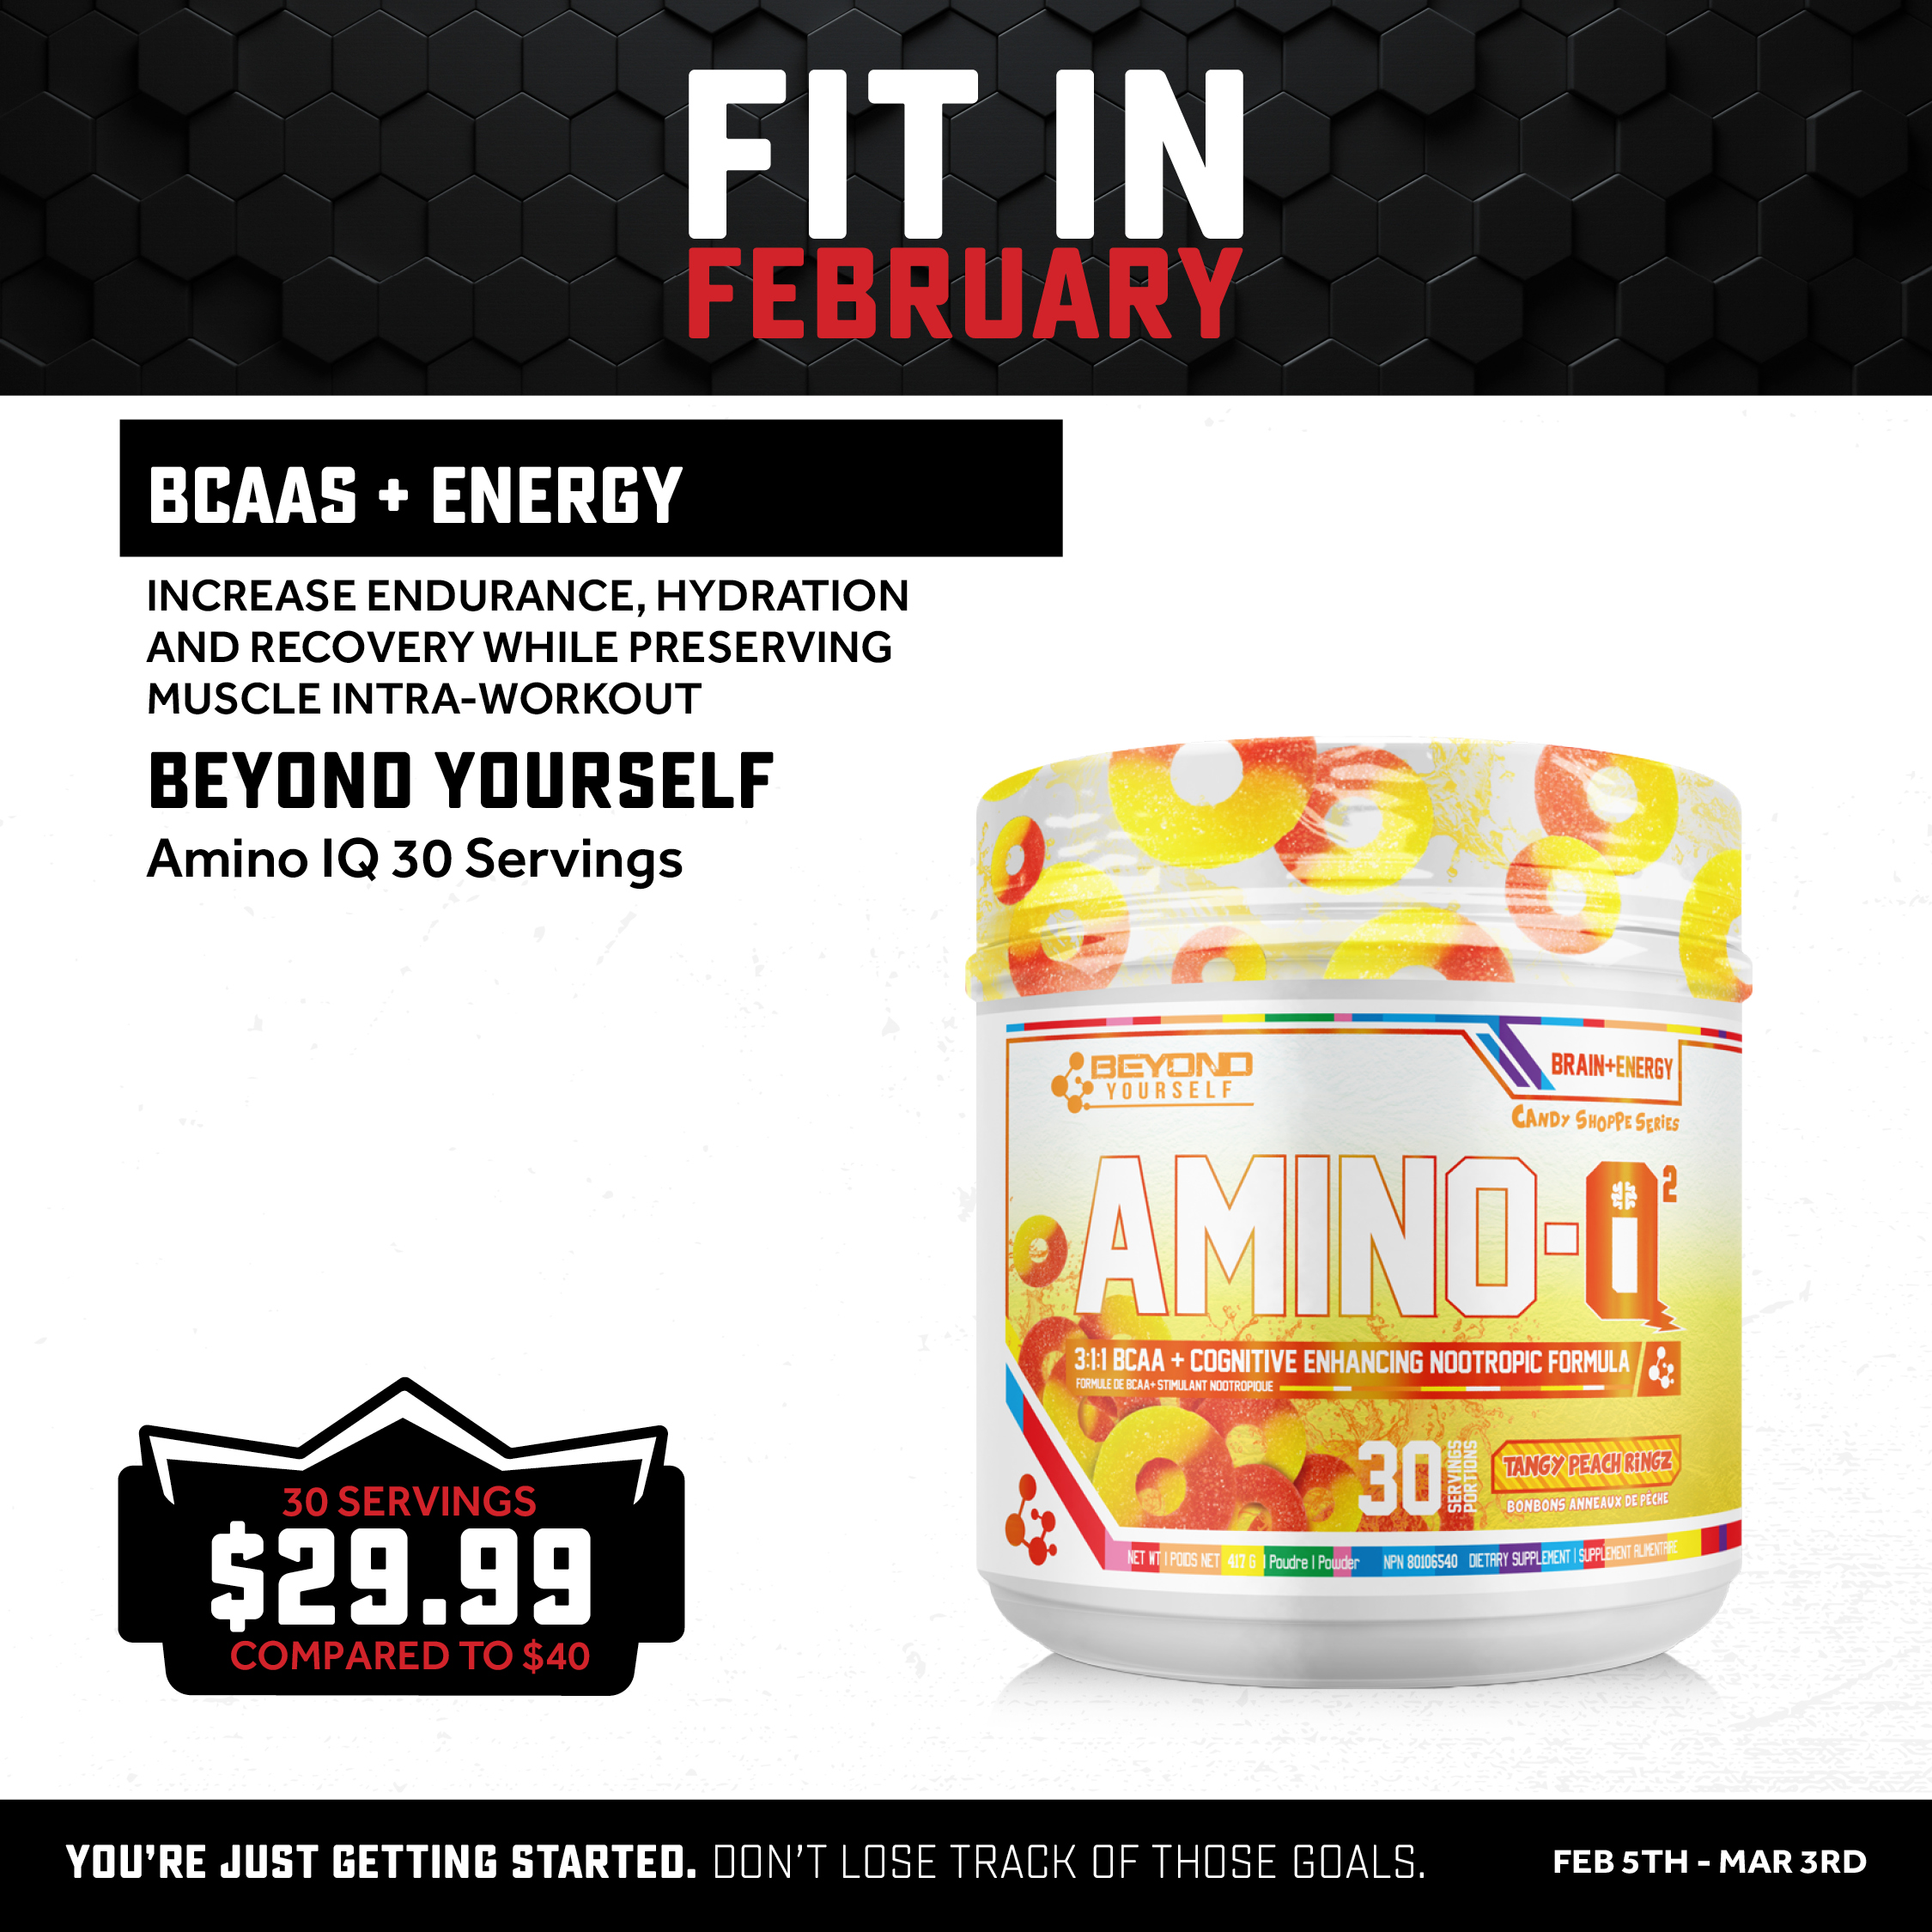 FIT IN
FEBRUARY
BCAAS + ENERGY
INCREASE ENDURANCE, HYDRATION
AND RECOVERY WHILE PRESERVING
MUSCLE INTRA-WORKOUT
BEYOND YOURSELF
Amino IQ 30 Servings
BEYOND
YOURSELF
BRAIN+ENERGY
CANDY SHOPPE SERIES
AMINO-iQ²
3:1:1 BCAA + COGNITIVE ENHANCING NOOTROPIC FORMULA
FORMULE DE BCAA+ STIMULANT NOOTROPIQUE
30 SERVINGS PORTIONS
TANGY PEACH RINGZ
BONBONS ANNEAUX DE PÊCHE
NET WT | POIDS NET 417 G | Poudre | Powder NPN 80106540 DIETARY SUPPLEMENT | SUPPLEMENT ALIMENTAIRE
30 SERVINGS
$29.99
COMPARED TO $40
YOU'RE JUST GETTING STARTED. DON'T LOSE TRACK OF THOSE GOALS.
FEB 5TH - MAR 3RD